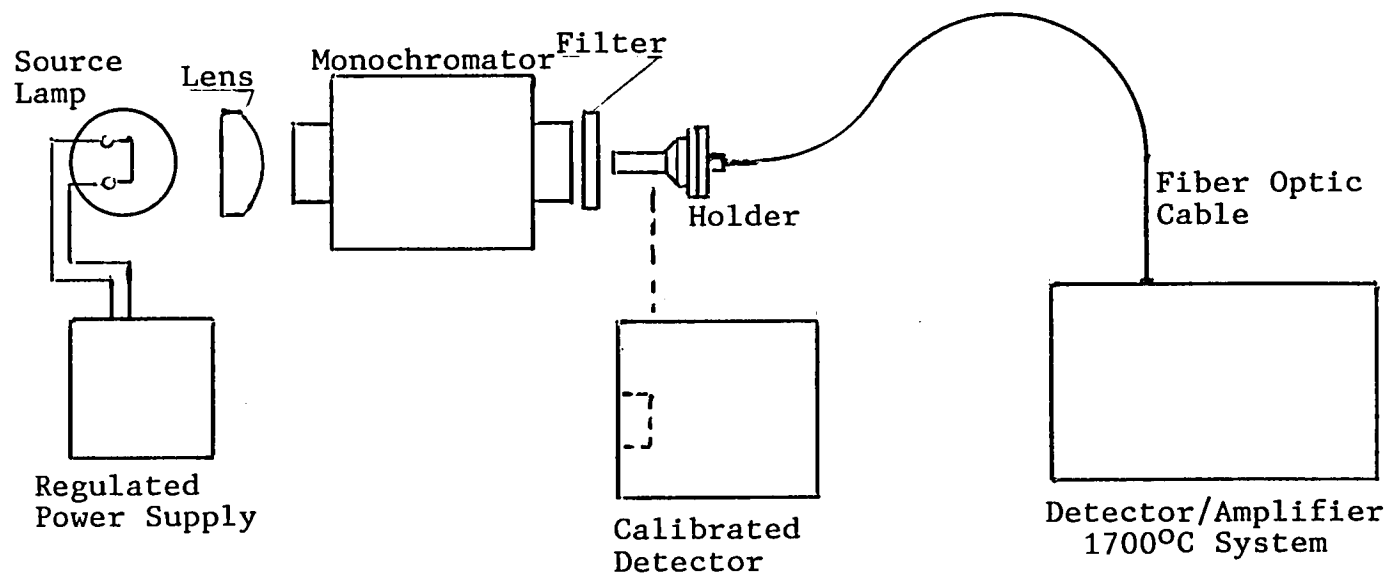 Source
Lamp
Lens
Monochromator
Filter
Holder
Fiber Optic
Cable
Regulated
Power Supply
Calibrated
Detector
Detector/Amplifier
1700°C System